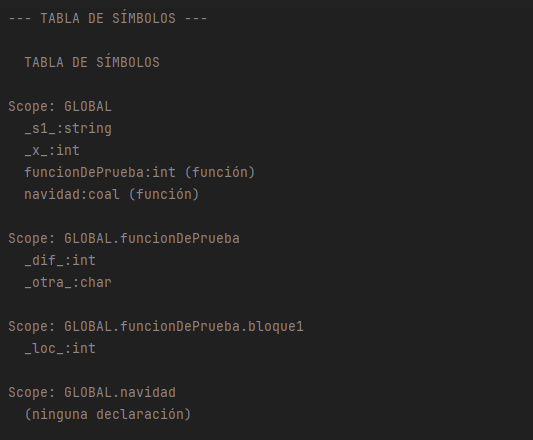 --- TABLA DE SÍMBOLOS ---
TABLA DE SÍMBOLOS
Scope: GLOBAL
_s1_:string
_x_:int
funcionDePrueba:int (función)
navidad:coal (función)
Scope: GLOBAL.funcionDePrueba
_dif_:int
_otra_:char
Scope: GLOBAL.funcionDePrueba.bloque1
_loc_:int
Scope: GLOBAL.navidad
(ninguna declaración)